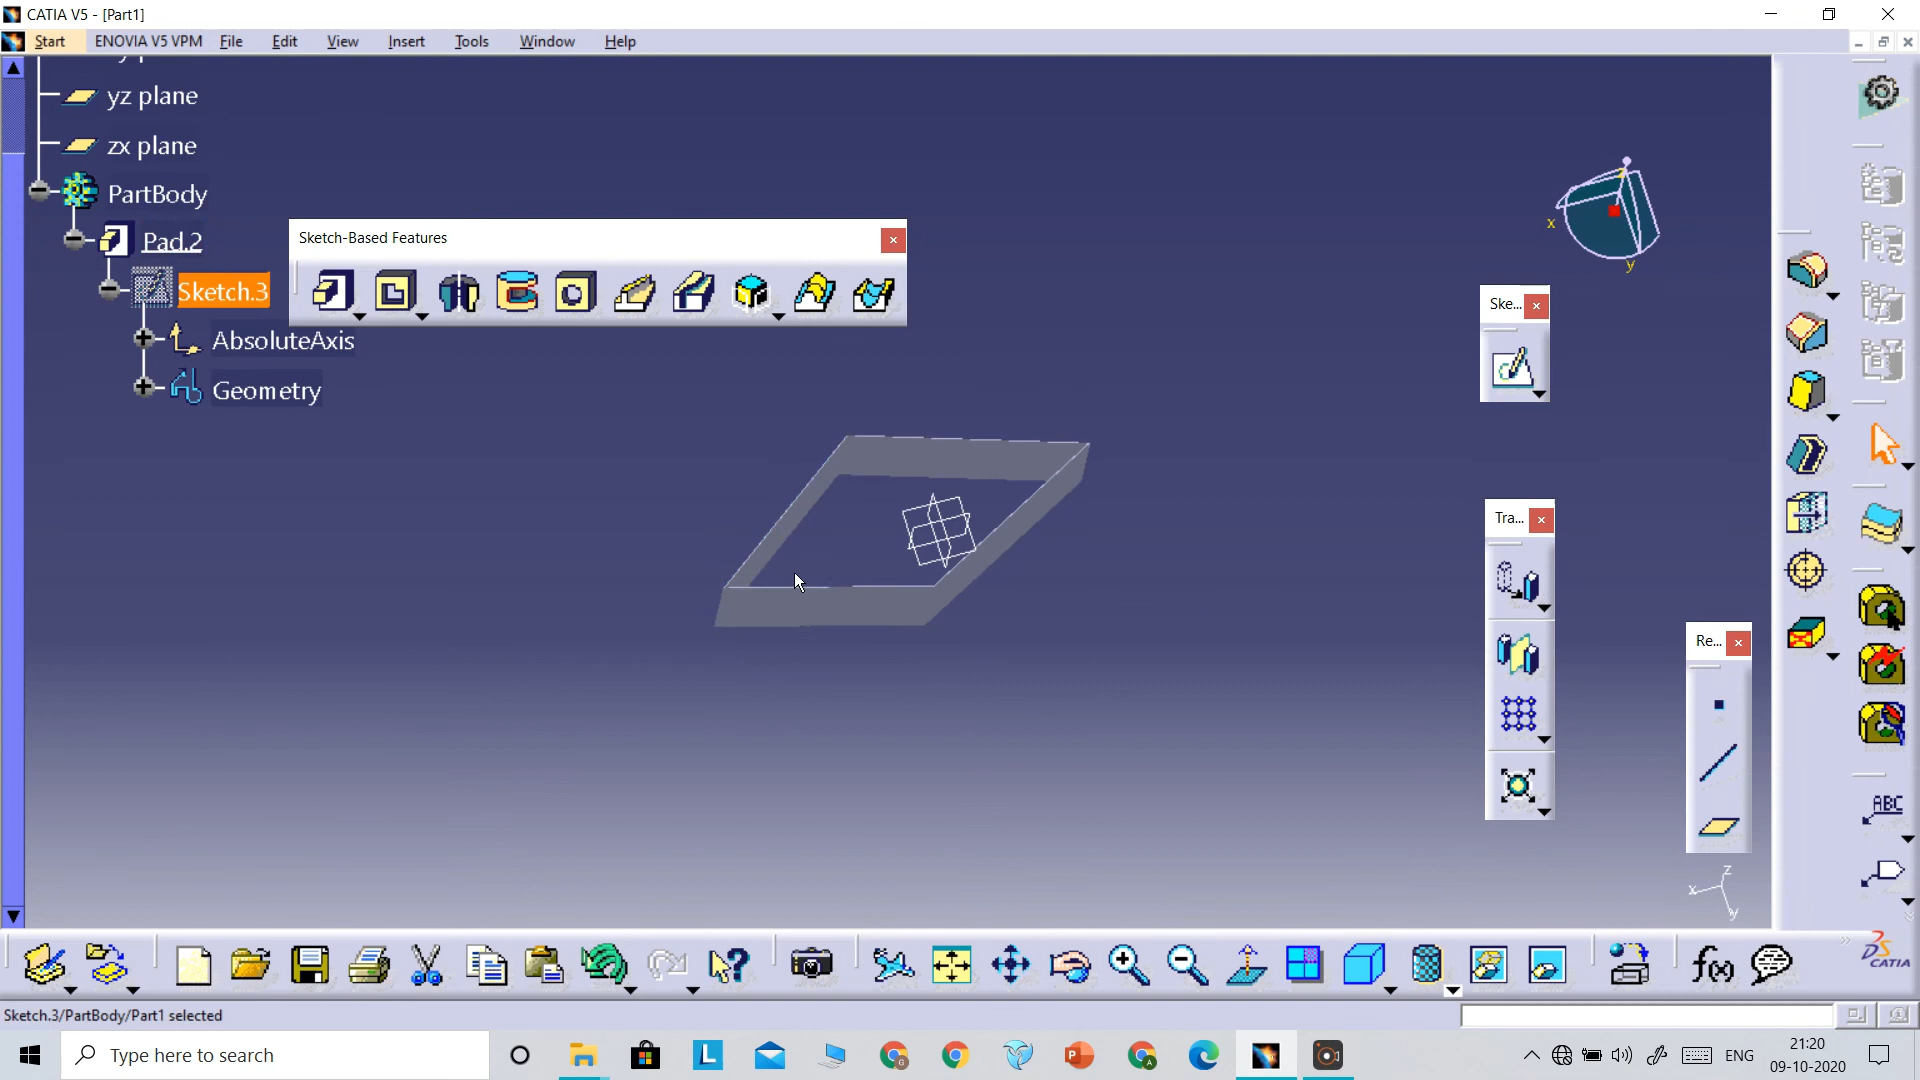 CATIA V5 - [Part1]
Start ENOVIA V5 VPM File Edit View Insert Tools Window Help
yz plane
zx plane
PartBody
Pad.2
Sketch.3
AbsoluteAxis
Geometry
Sketch-Based Features
x
y
Ske...
Tra...
Re...
ABC
z
x
y
f(x)
CATIA
Sketch.3/PartBody/Part1 selected
Type here to search
ENG
21:20
09-10-2020